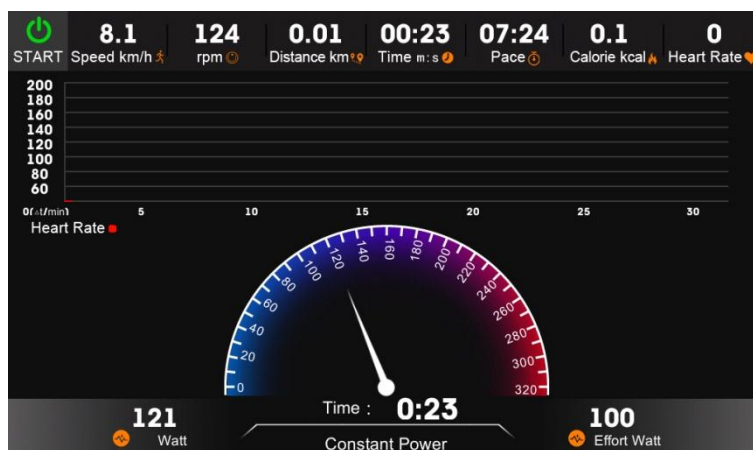 START
8.1 124 0.01 00:23 07:24 0.1 0
Speed km/h rpm Distance km Time m:s Pace Calorie kcal Heart Rate
200
180
160
140
120
100
80
60
0(△t/min) 5 10 15 20 25 30
Heart Rate
0 20 40 60 80 100 120 140 160 180 200 220 240 260 280 300 320
Time : 0:23
121 100
Watt Effort Watt
Constant Power